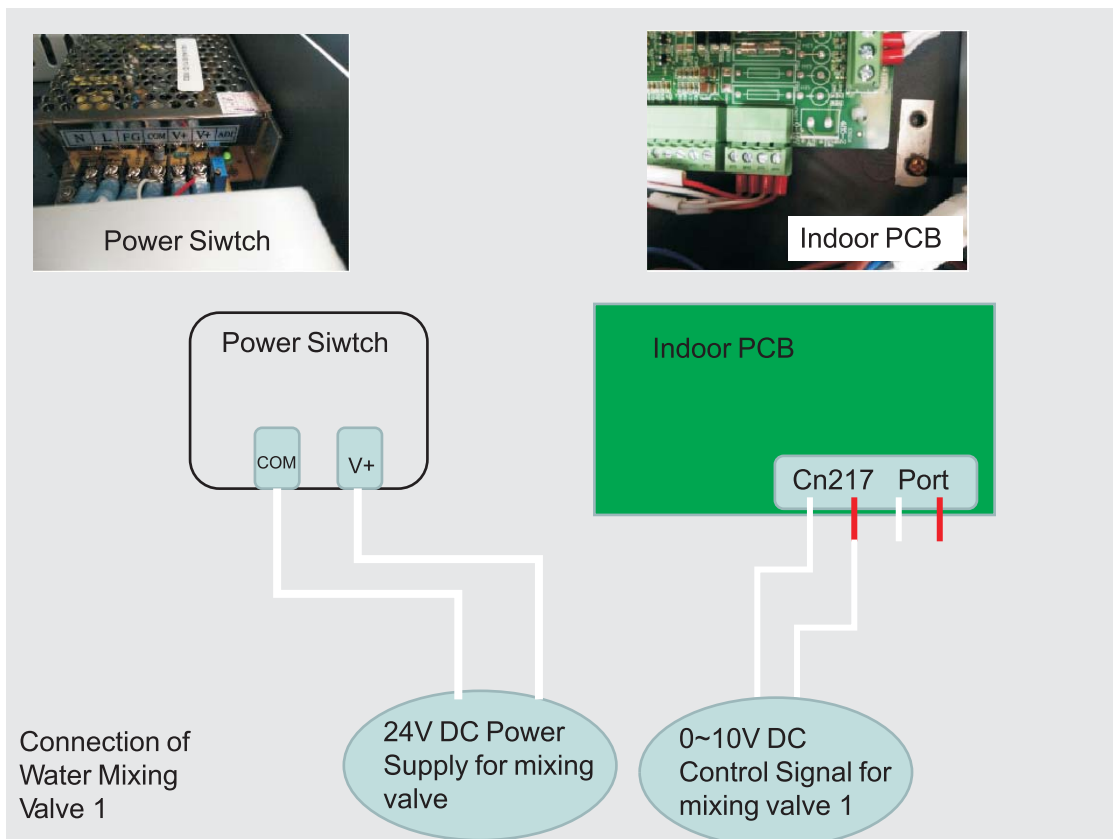 N L FG COM V+ V+ ADJ
Power Siwtch
Indoor PCB
Power Siwtch
COM
V+
Indoor PCB
Cn217 Port
Connection of
Water Mixing
Valve 1
24V DC Power
Supply for mixing
valve
0~10V DC
Control Signal for
mixing valve 1